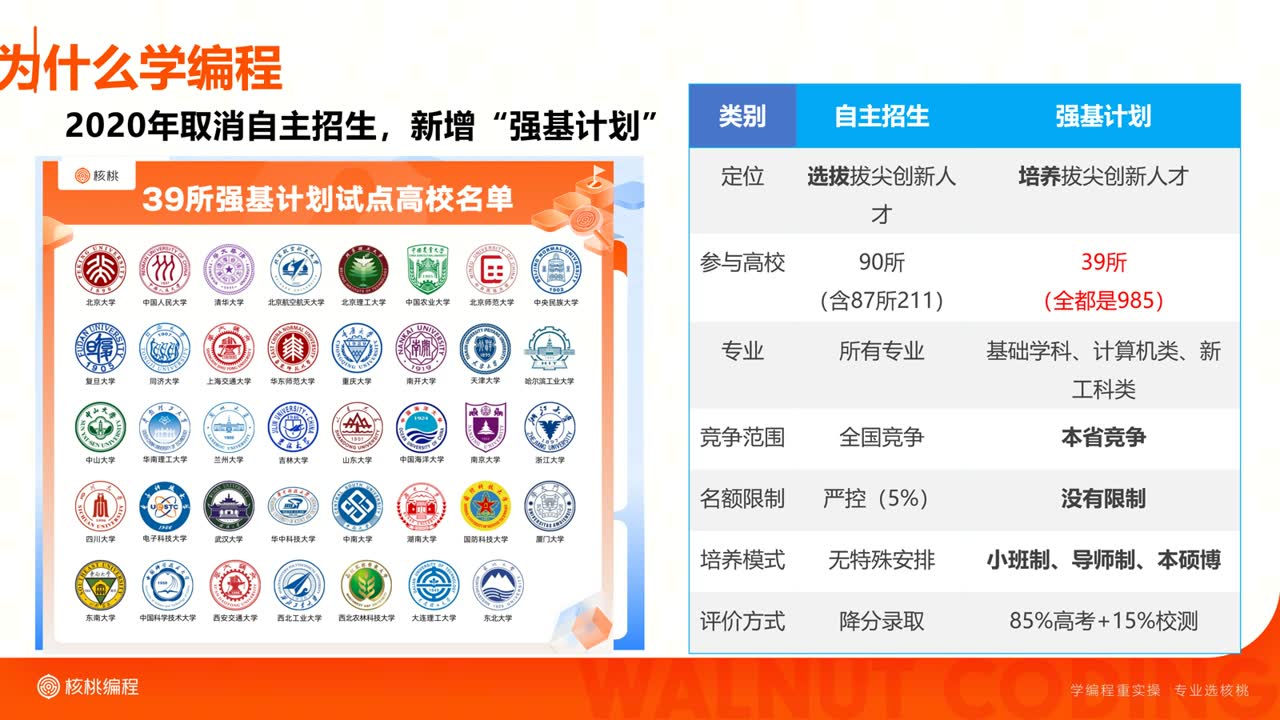 为什么学编程
2020年取消自主招生，新增“强基计划”
核桃
39所强基计划试点高校名单
北京大学 中国人民大学 清华大学 北京航空航天大学 北京理工大学 中国农业大学 北京师范大学 中央民族大学
复旦大学 同济大学 上海交通大学 华东师范大学 重庆大学 南开大学 天津大学 哈尔滨工业大学
中山大学 华南理工大学 兰州大学 吉林大学 山东大学 中国海洋大学 南京大学 浙江大学
四川大学 电子科技大学 武汉大学 华中科技大学 中南大学 湖南大学 国防科技大学 厦门大学
东南大学 中国科学技术大学 西安交通大学 西北工业大学 西北农林科技大学 大连理工大学 东北大学
类别 自主招生 强基计划
定位 选拔拔尖创新人才 培养拔尖创新人才
参与高校 90所 39所
（含87所211） （全都是985）
专业 所有专业 基础学科、计算机类、新工科类
竞争范围 全国竞争 本省竞争
名额限制 严控（5%） 没有限制
培养模式 无特殊安排 小班制、导师制、本硕博
评价方式 降分录取 85%高考+15%校测
核桃编程
WALNUT CODING
学编程重实操 专业选核桃